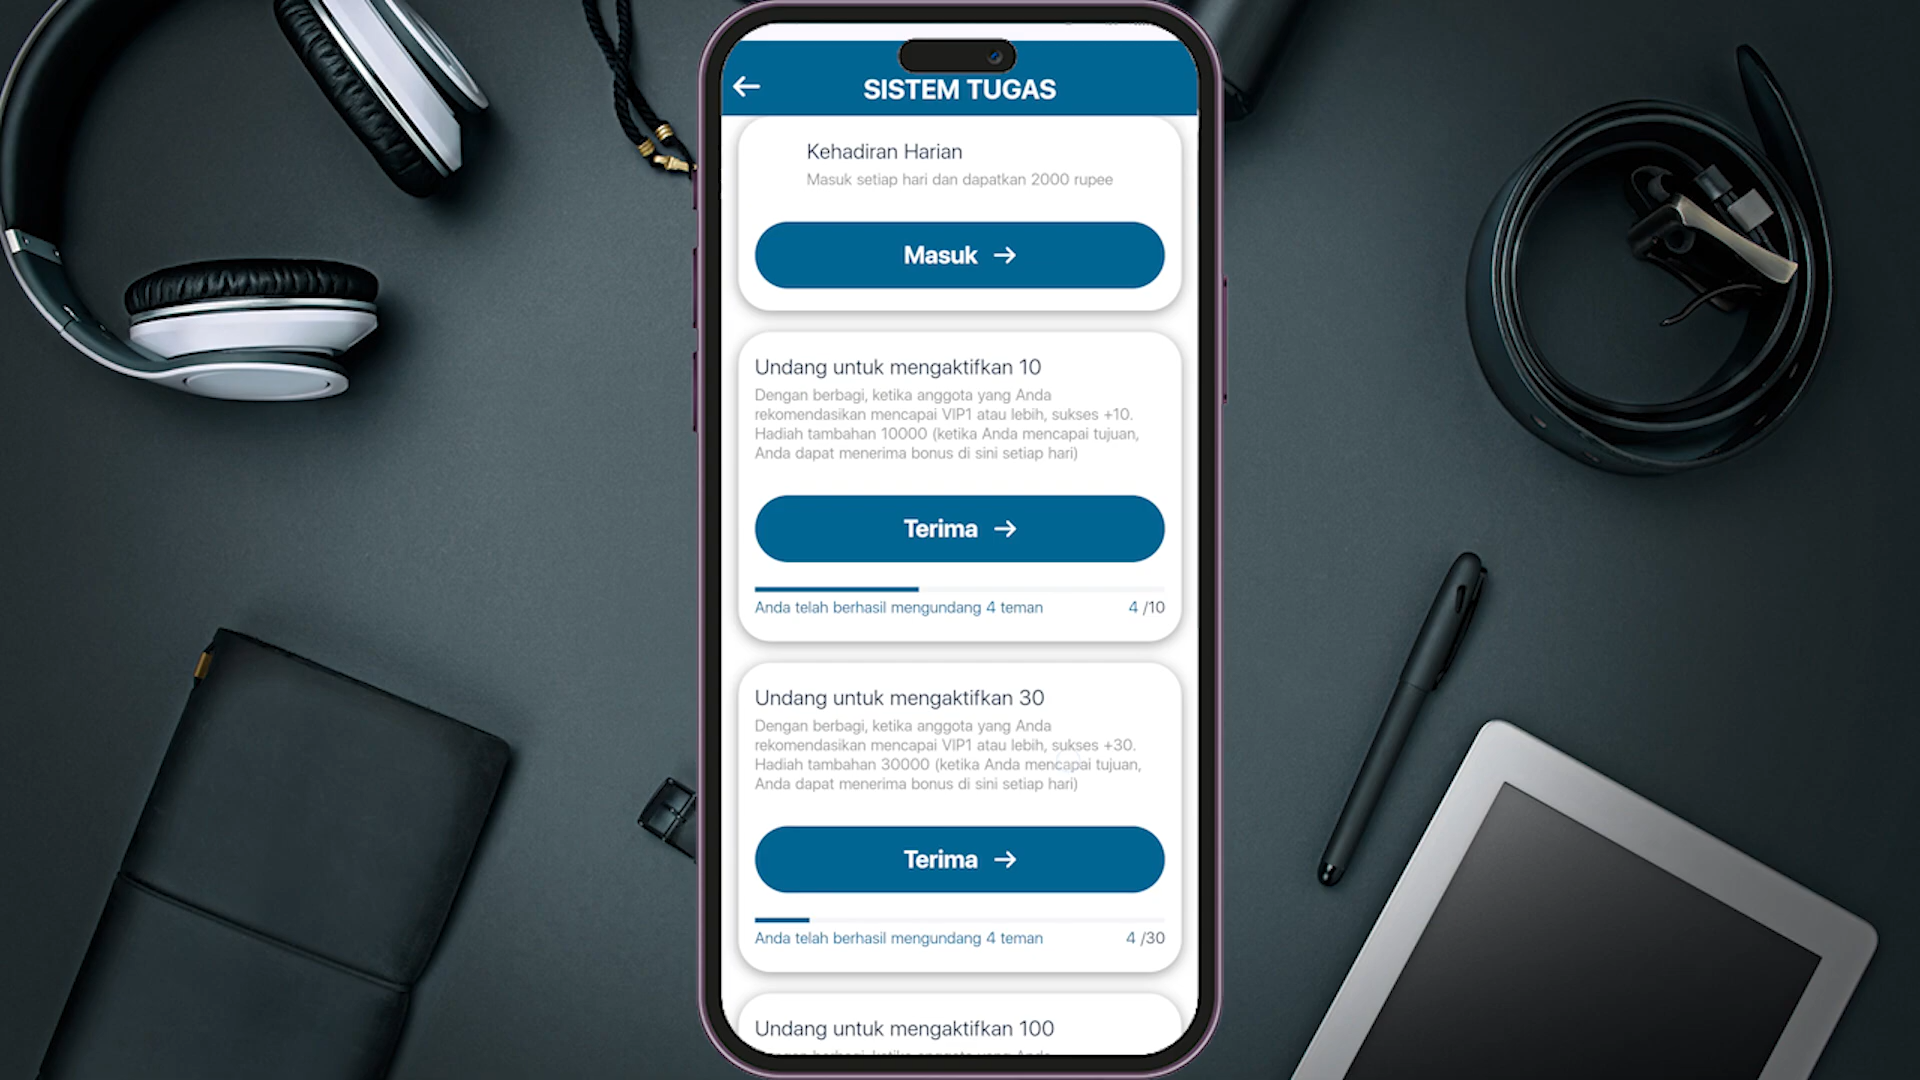 SISTEM TUGAS
Kehadiran Harian
Masuk setiap hari dan dapatkan 2000 rupee
Masuk
Undang untuk mengaktifkan 10
Dengan berbagi, ketika anggota yang Anda
rekomendasikan mencapai VIP1 atau lebih, sukses +10.
Hadiah tambahan 10000 (ketika Anda mencapai tujuan,
Anda dapat menerima bonus di sini setiap hari)
Terima
Anda telah berhasil mengundang 4 teman 4 /10
Undang untuk mengaktifkan 30
Dengan berbagi, ketika anggota yang Anda
rekomendasikan mencapai VIP1 atau lebih, sukses +30.
Hadiah tambahan 30000 (ketika Anda mencapai tujuan,
Anda dapat menerima bonus di sini setiap hari)
Terima
Anda telah berhasil mengundang 4 teman 4 /30
Undang untuk mengaktifkan 100